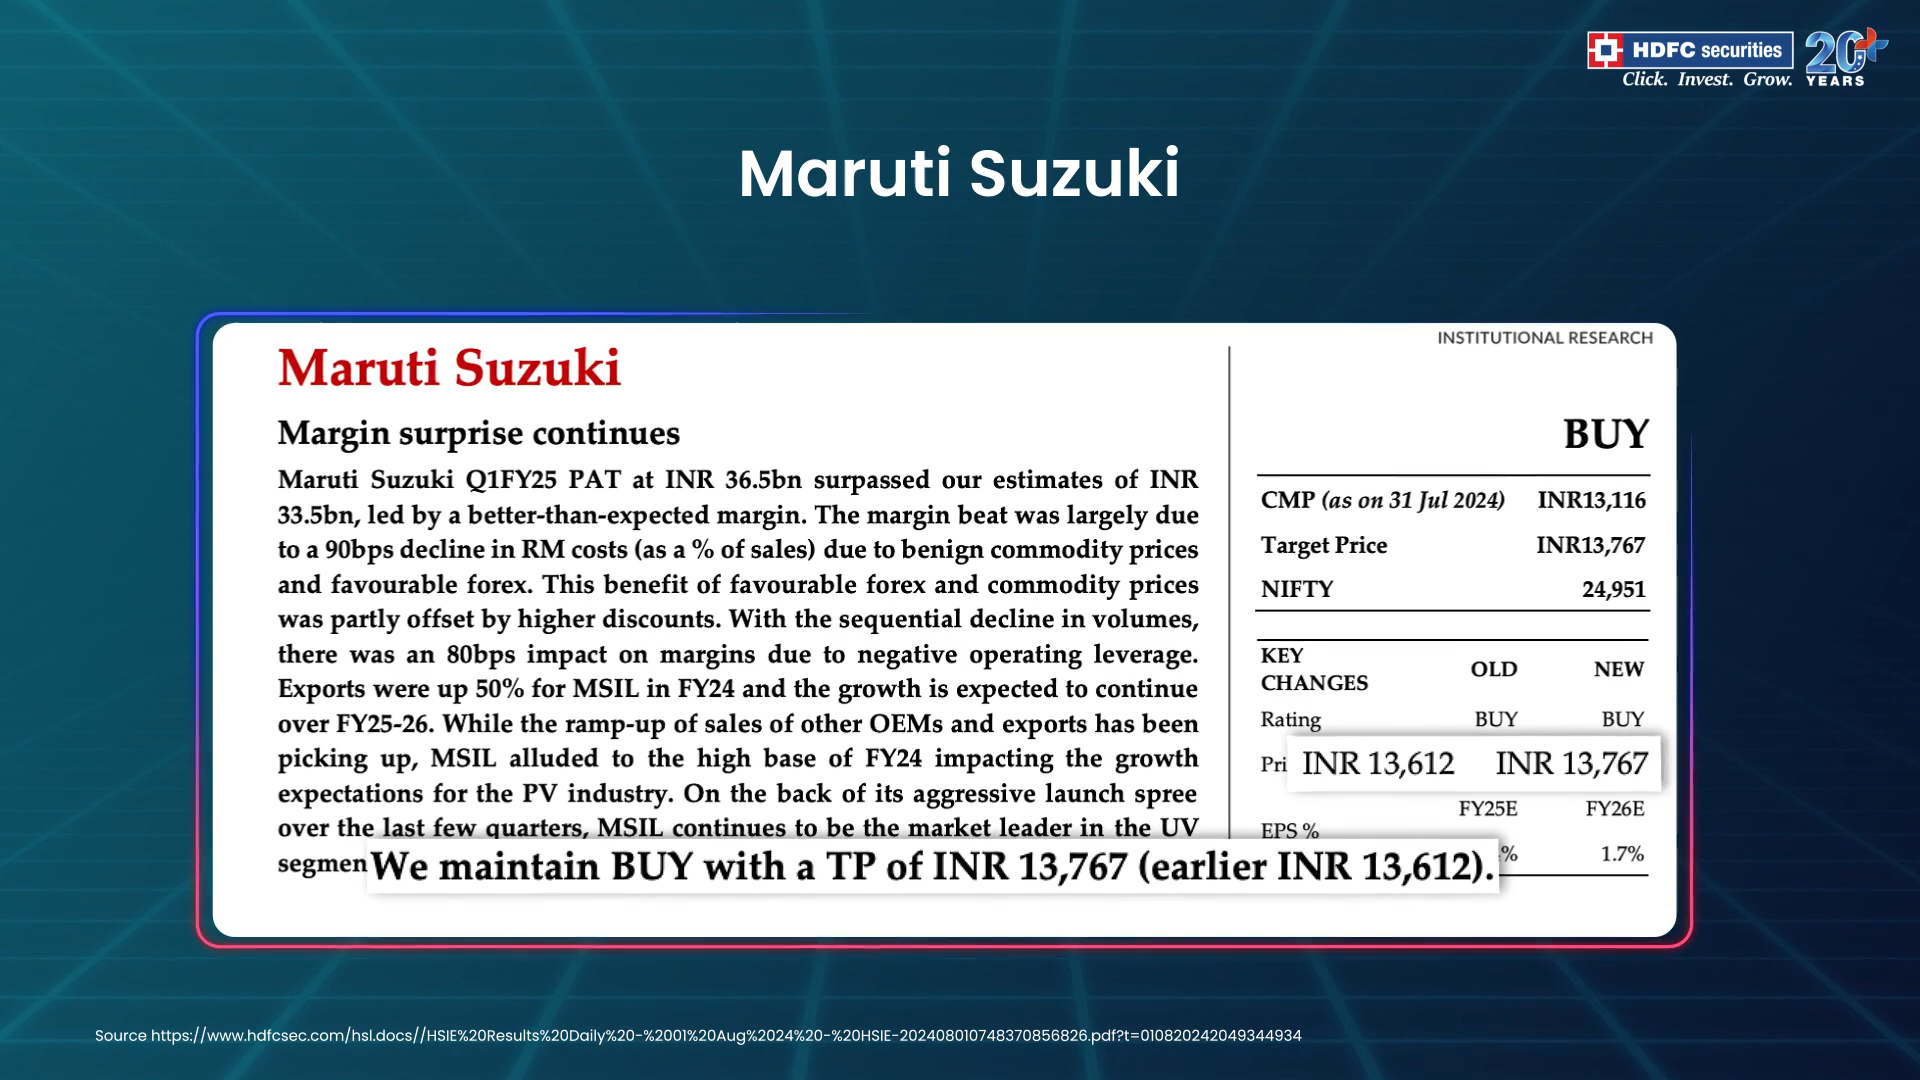 HDFC securities
Click. Invest. Grow.
20+
YEARS
Maruti Suzuki
Maruti Suzuki
Margin surprise continues
Maruti Suzuki Q1FY25 PAT at INR 36.5bn surpassed our estimates of INR
33.5bn, led by a better-than-expected margin. The margin beat was largely due
to a 90bps decline in RM costs (as a % of sales) due to benign commodity prices
and favourable forex. This benefit of favourable forex and commodity prices
was partly offset by higher discounts. With the sequential decline in volumes,
there was an 80bps impact on margins due to negative operating leverage.
Exports were up 50% for MSIL in FY24 and the growth is expected to continue
over FY25-26. While the ramp-up of sales of other OEMs and exports has been
picking up, MSIL alluded to the high base of FY24 impacting the growth
expectations for the PV industry. On the back of its aggressive launch spree
over the last few quarters, MSIL continues to be the market leader in the UV
segmen
We maintain BUY with a TP of INR 13,767 (earlier INR 13,612).
INSTITUTIONAL RESEARCH
BUY
CMP (as on 31 Jul 2024) INR13,116
Target Price INR13,767
NIFTY 24,951
KEY
CHANGES OLD NEW
Rating BUY BUY
Pri INR 13,612 INR 13,767
FY25E FY26E
EPS %
% 1.7%
Source https://www.hdfcsec.com/hsl.docs//HSIE%20Results%20Daily%20-%2001%20Aug%2024%20-%20HSIE-202408010748370856826.pdf?t=010820242049344934